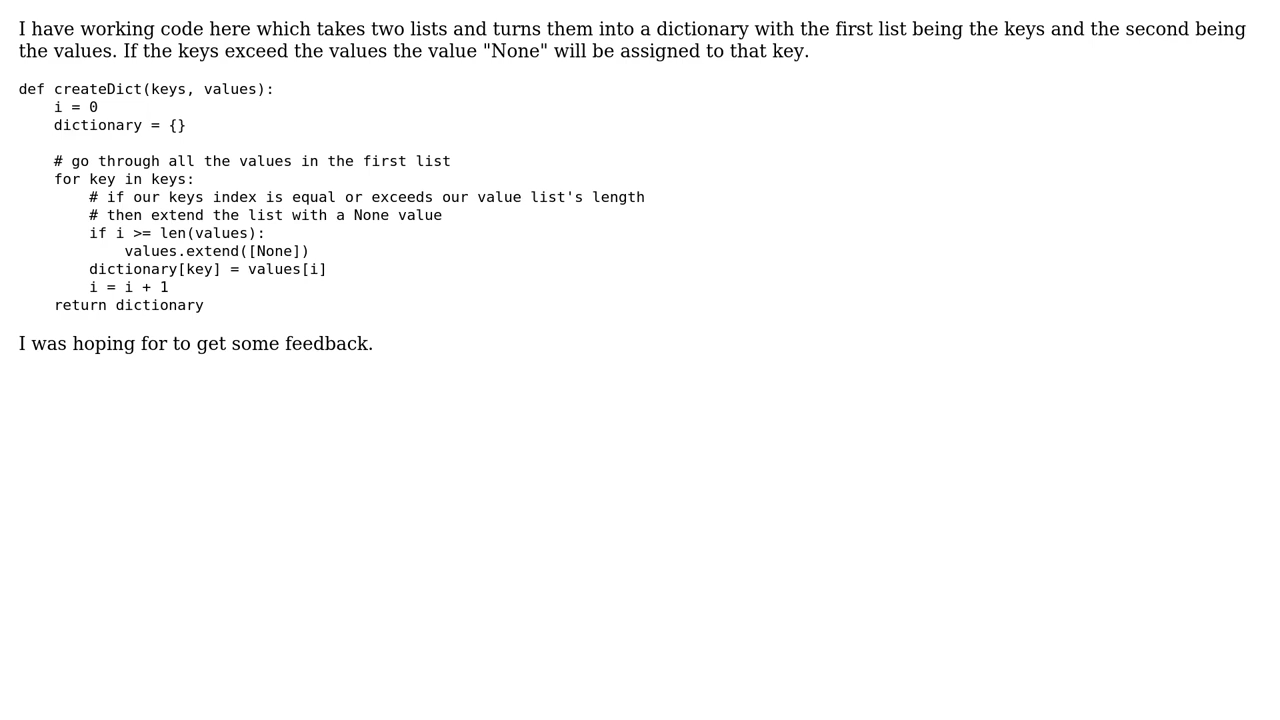 I have working code here which takes two lists and turns them into a dictionary with the first list being the keys and the second being
the values. If the keys exceed the values the value "None" will be assigned to that key.
def createDict(keys, values):
    i = 0
    dictionary = {}

    # go through all the values in the first list
    for key in keys:
        # if our keys index is equal or exceeds our value list's length
        # then extend the list with a None value
        if i >= len(values):
            values.extend([None])
        dictionary[key] = values[i]
        i = i + 1
    return dictionary
I was hoping for to get some feedback.